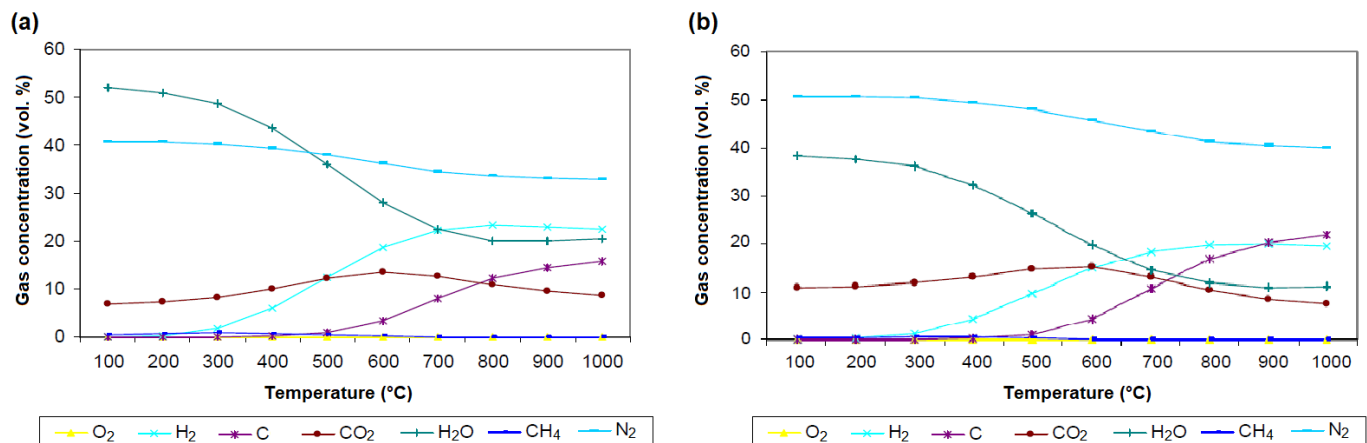 (a)
60
50
40
30
20
10
0
Gas concentration (vol. %)
100 200 300 400 500 600 700 800 900 1000
Temperature (°C)
O₂ H₂ C CO₂ H₂O CH₄ N₂
(b)
60
50
40
30
20
10
0
Gas concentration (vol. %)
100 200 300 400 500 600 700 800 900 1000
Temperature (°C)
O₂ H₂ C CO₂ H₂O CH₄ N₂